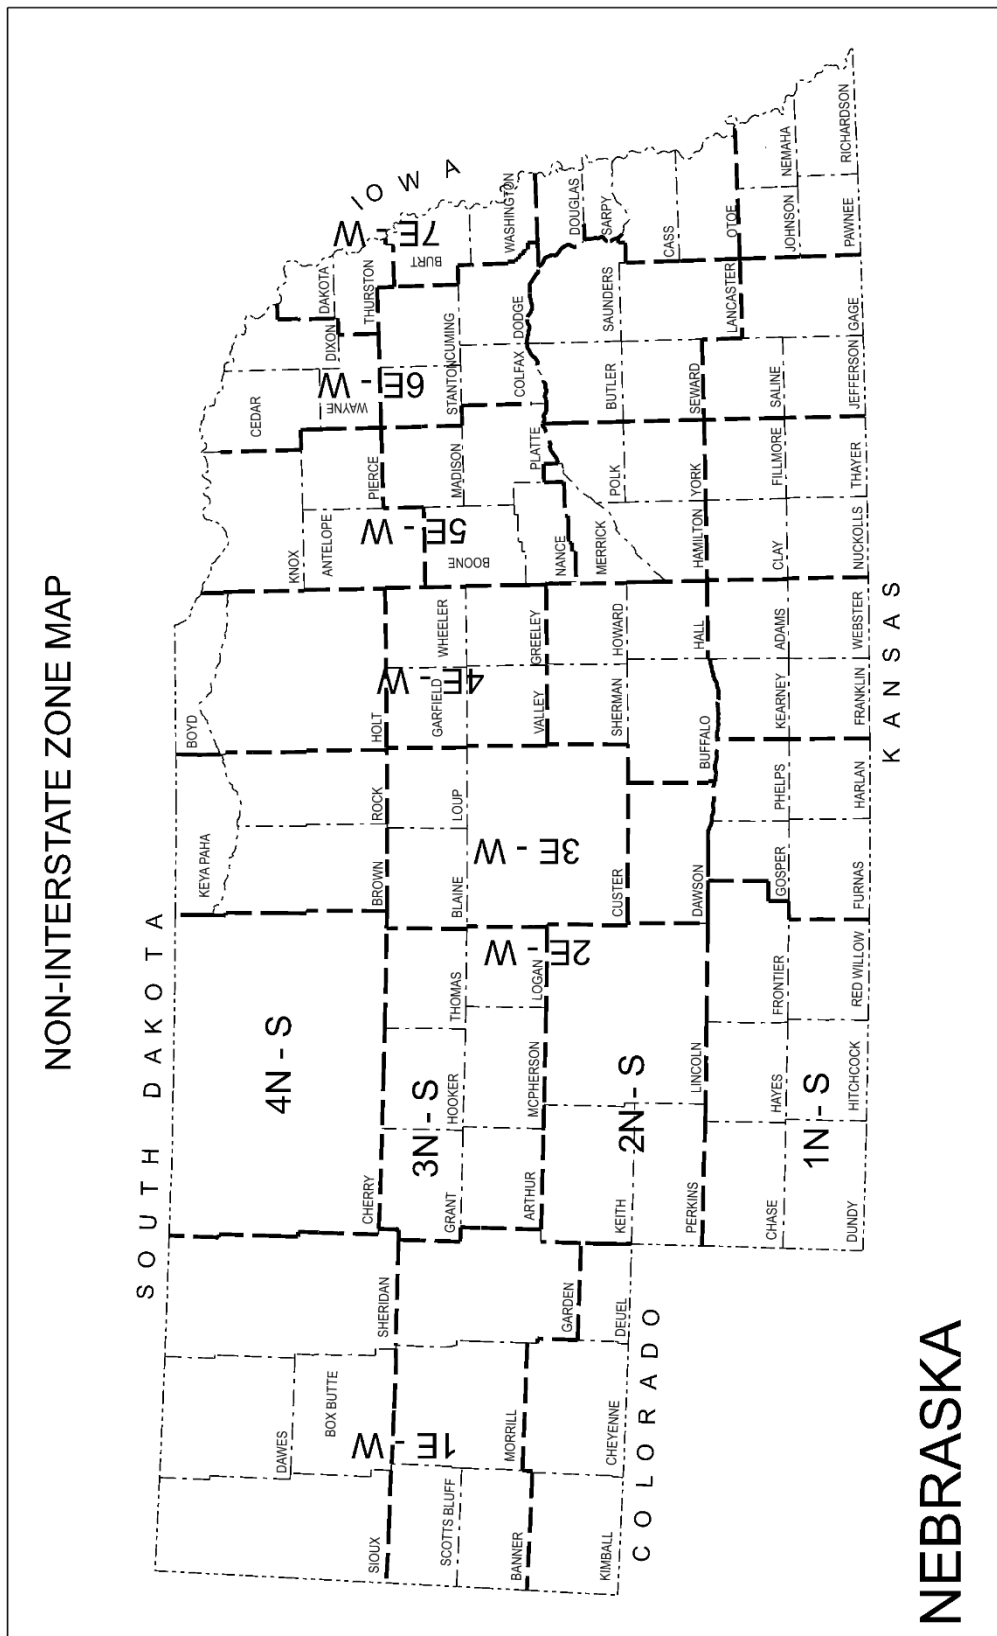 NON-INTERSTATE ZONE MAP
SOUTH DAKOTA
IOWA
KANSAS
COLORADO
NEBRASKA
1E - W
2E - W
3E - W
4E - W
5E - W
6E - W
7E - W
4N - S
3N - S
2N - S
1N - S
SIOUX
DAWES
BOX BUTTE
SHERIDAN
CHERRY
KEYA PAHA
BROWN
ROCK
BOYD
HOLT
KNOX
ANTELOPE
PIERCE
CEDAR
WAYNE
DIXON
DAKOTA
THURSTON
SCOTTS BLUFF
BANNER
KIMBALL
MORRILL
CHEYENNE
GARDEN
DEUEL
GRANT
HOOKER
THOMAS
ARTHUR
MCPHERSON
LOGAN
BLAINE
LOUP
CUSTER
GARFIELD
WHEELER
VALLEY
GREELEY
BOONE
MADISON
PLATTE
NANCE
STANTON
CUMING
COLFAX
DODGE
BURT
WASHINGTON
DOUGLAS
SARPY
CASS
OTOE
KEITH
PERKINS
LINCOLN
DAWSON
SHERMAN
HOWARD
BUFFALO
HALL
MERRICK
POLK
HAMILTON
YORK
BUTLER
SEWARD
SAUNDERS
LANCASTER
CHASE
DUNDY
HAYES
HITCHCOCK
FRONTIER
RED WILLOW
GOSPER
FURNAS
PHELPS
HARLAN
KEARNEY
FRANKLIN
ADAMS
WEBSTER
CLAY
NUCKOLLS
FILLMORE
THAYER
SALINE
JEFFERSON
GAGE
JOHNSON
PAWNEE
NEMAHA
RICHARDSON